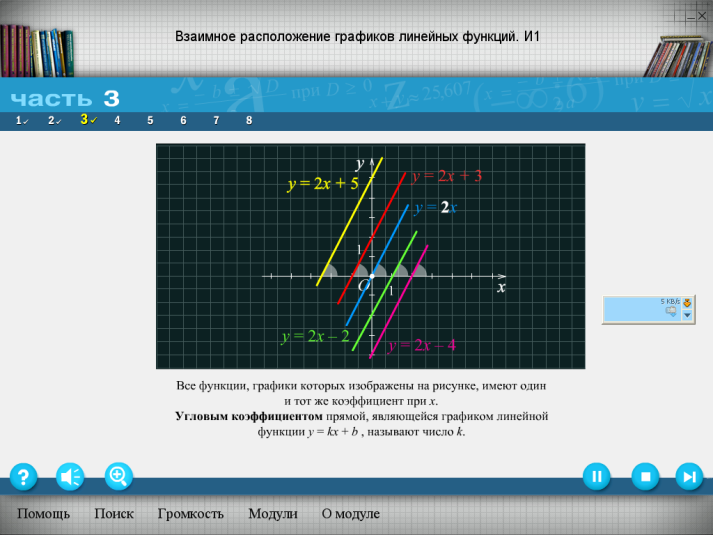 Взаимное расположение графиков линейных функций. И1
часть 3
1 2 3 4 5 6 7 8
y
y = 2x + 5
y = 2x + 3
y = 2x
1
O
1
x
y = 2x – 2
y = 2x – 4
5 KB/s
Все функции, графики которых изображены на рисунке, имеют один
и тот же коэффициент при x.
Угловым коэффициентом прямой, являющейся графиком линейной
функции y = kx + b , называют число k.
Помощь Поиск Громкость Модули О модуле